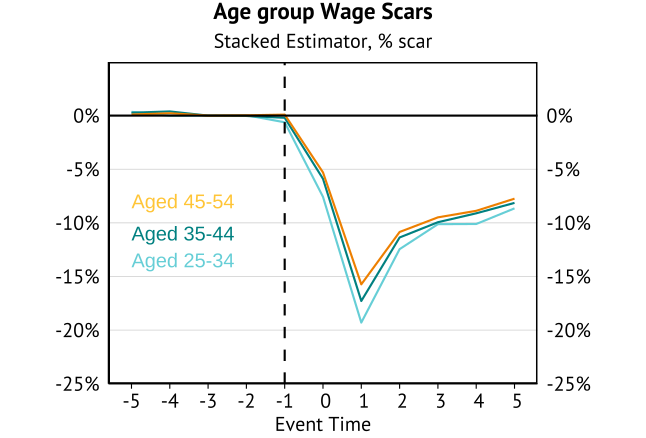 Age group Wage Scars
Stacked Estimator, % scar
0% 0%
-5% -5%
Aged 45-54
-10% -10%
Aged 35-44
Aged 25-34
-15% -15%
-20% -20%
-25% -25%
-5 -4 -3 -2 -1 0 1 2 3 4 5
Event Time